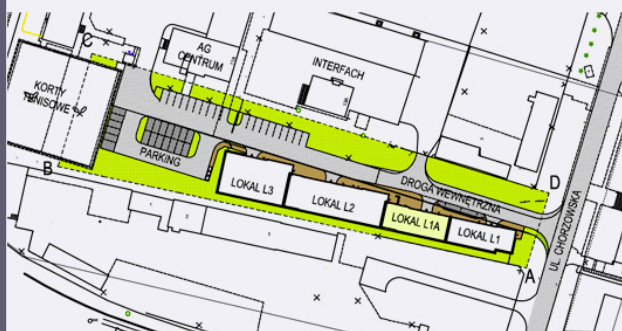 C
AG
CENTRUM
INTERFACH
KORTY
TENISOWE
PARKING
B
DROGA WEWNĘTRZNA
D
LOKAL L3
LOKAL L2
LOKAL L1A
LOKAL L1
UL. CHORZOWSKA
A